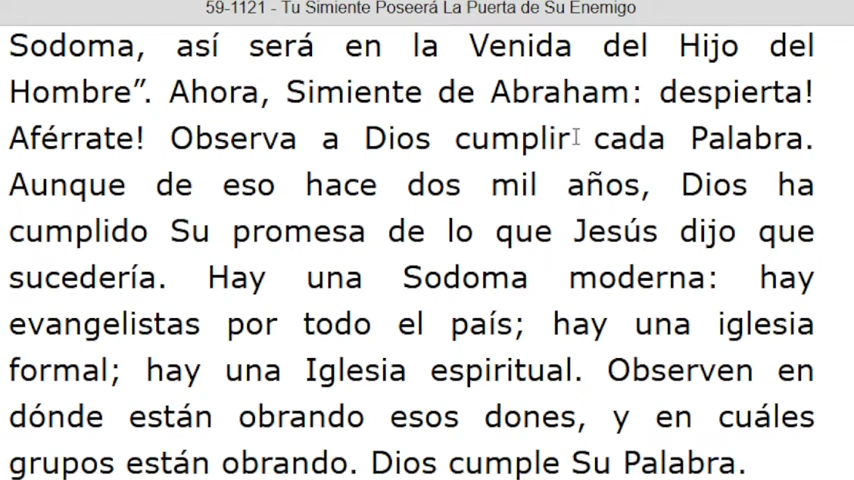 59-1121 - Tu Simiente Poseerá La Puerta de Su Enemigo
Sodoma, así será en la Venida del Hijo del
Hombre”. Ahora, Simiente de Abraham: despierta!
Aférrate! Observa a Dios cumplir cada Palabra.
Aunque de eso hace dos mil años, Dios ha
cumplido Su promesa de lo que Jesús dijo que
sucedería. Hay una Sodoma moderna: hay
evangelistas por todo el país; hay una iglesia
formal; hay una Iglesia espiritual. Observen en
dónde están obrando esos dones, y en cuáles
grupos están obrando. Dios cumple Su Palabra.